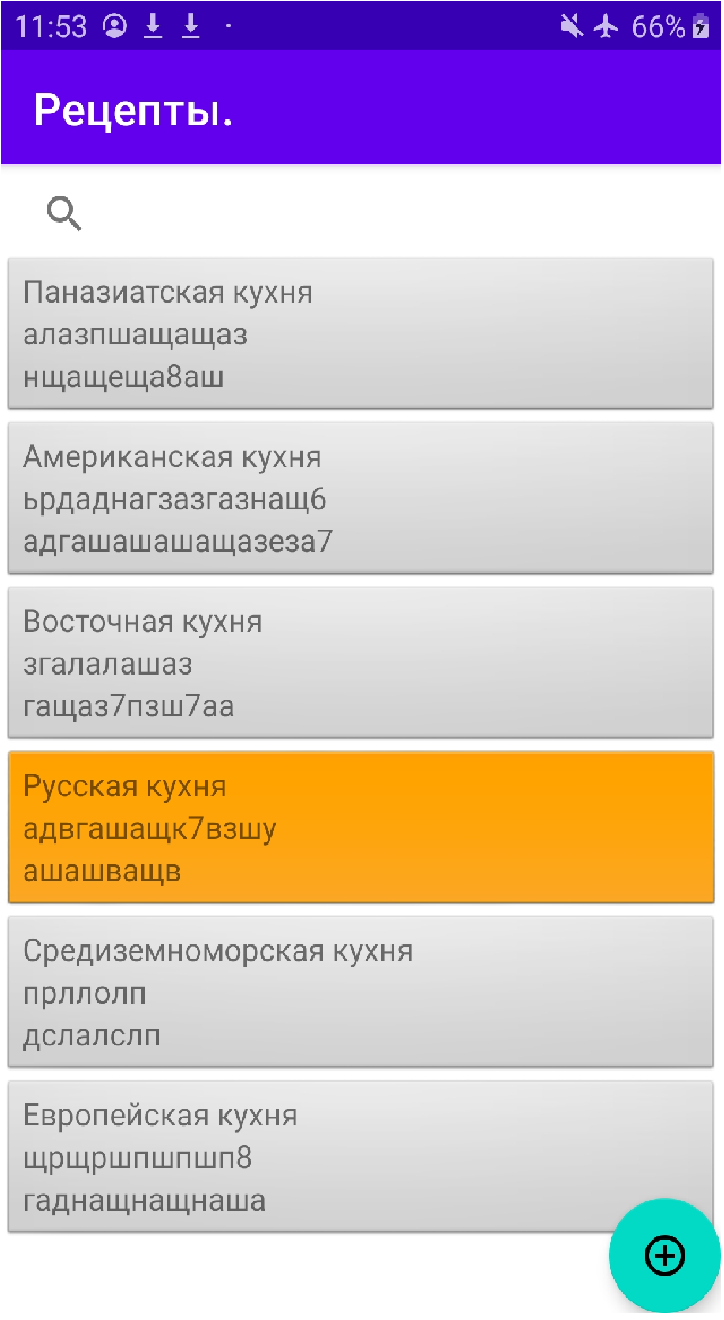 11:53
66%
Рецепты.
Паназиатская кухня
алазпшащащаз
нщащеща8аш
Американская кухня
ьрдаднагзазгазнащ6
адгашашашащазеза7
Восточная кухня
згалалашаз
гащаз7пзш7аа
Русская кухня
адвгашащк7взшу
ашашващв
Средиземноморская кухня
прллолп
дслалслп
Европейская кухня
щрщршпшпшп8
гаднащнащнаша